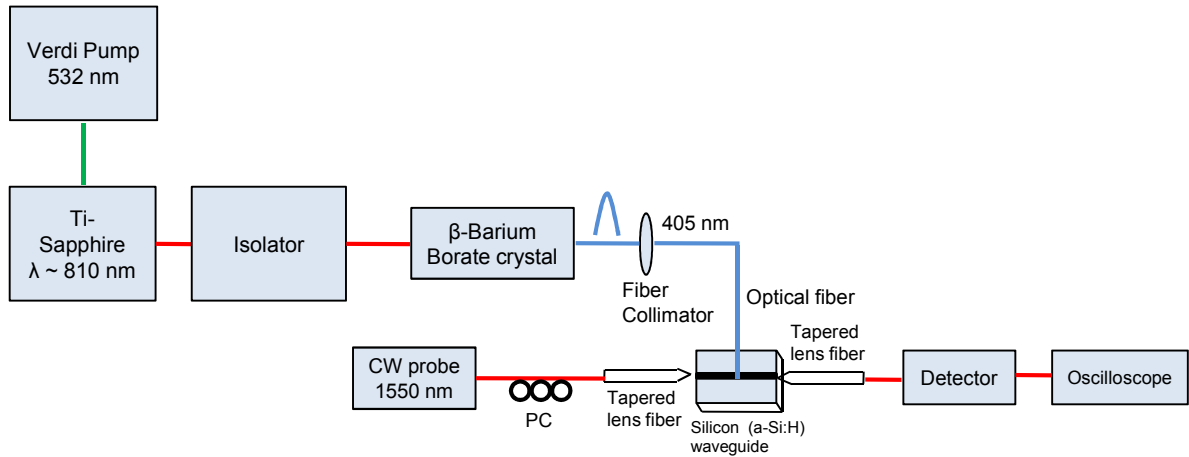 Verdi Pump
532 nm
Ti-
Sapphire
λ ~ 810 nm
Isolator
β-Barium
Borate crystal
405 nm
Fiber
Collimator
Optical fiber
CW probe
1550 nm
PC
Tapered
lens fiber
Silicon (a-Si:H)
waveguide
Tapered
lens fiber
Detector
Oscilloscope